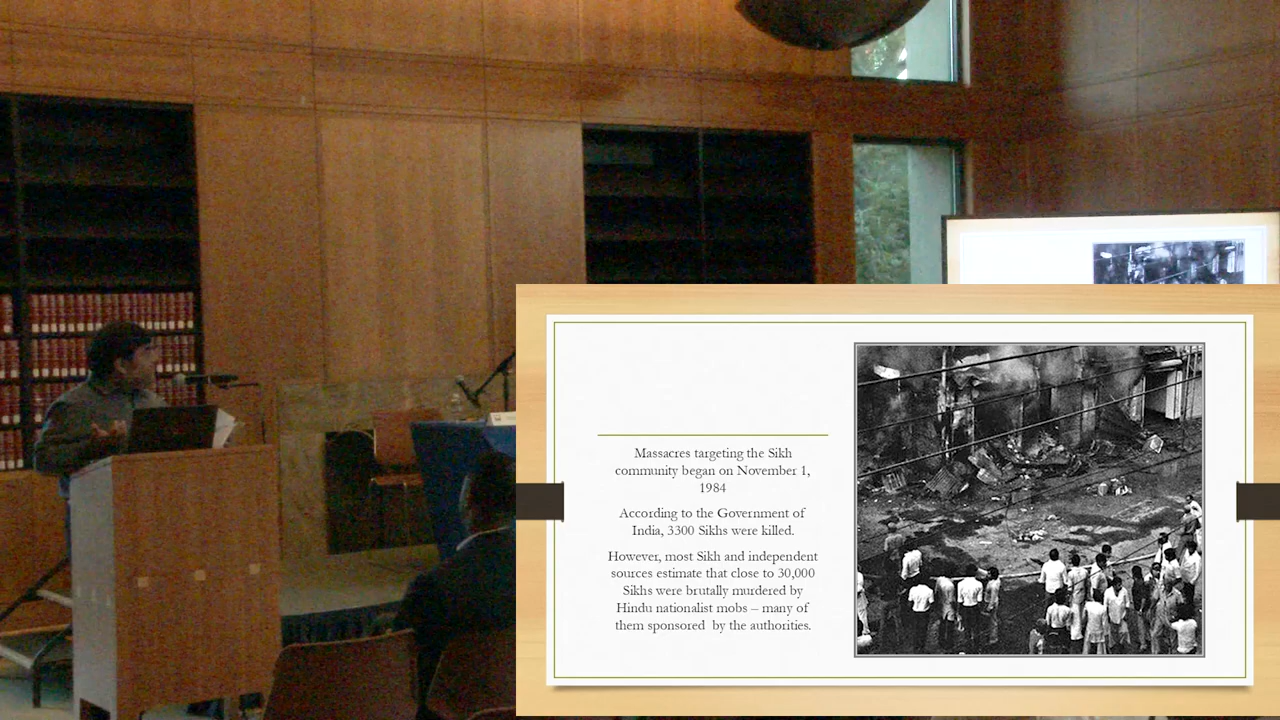 Massacres targeting the Sikh
community began on November 1,
1984
According to the Government of
India, 3300 Sikhs were killed.
However, most Sikh and independent
sources estimate that close to 30,000
Sikhs were brutally murdered by
Hindu nationalist mobs – many of
them sponsored by the authorities.